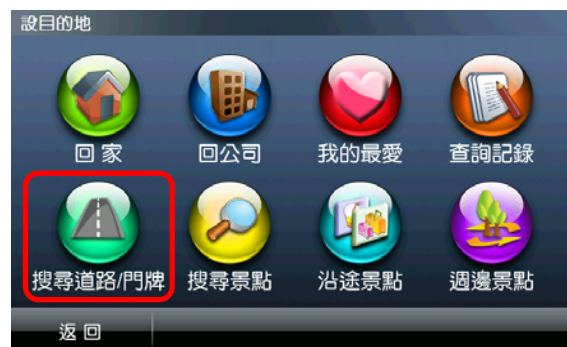 設目的地
回家
回公司
我的最愛
查詢記錄
搜尋道路/門牌
搜尋景點
沿途景點
週邊景點
返回